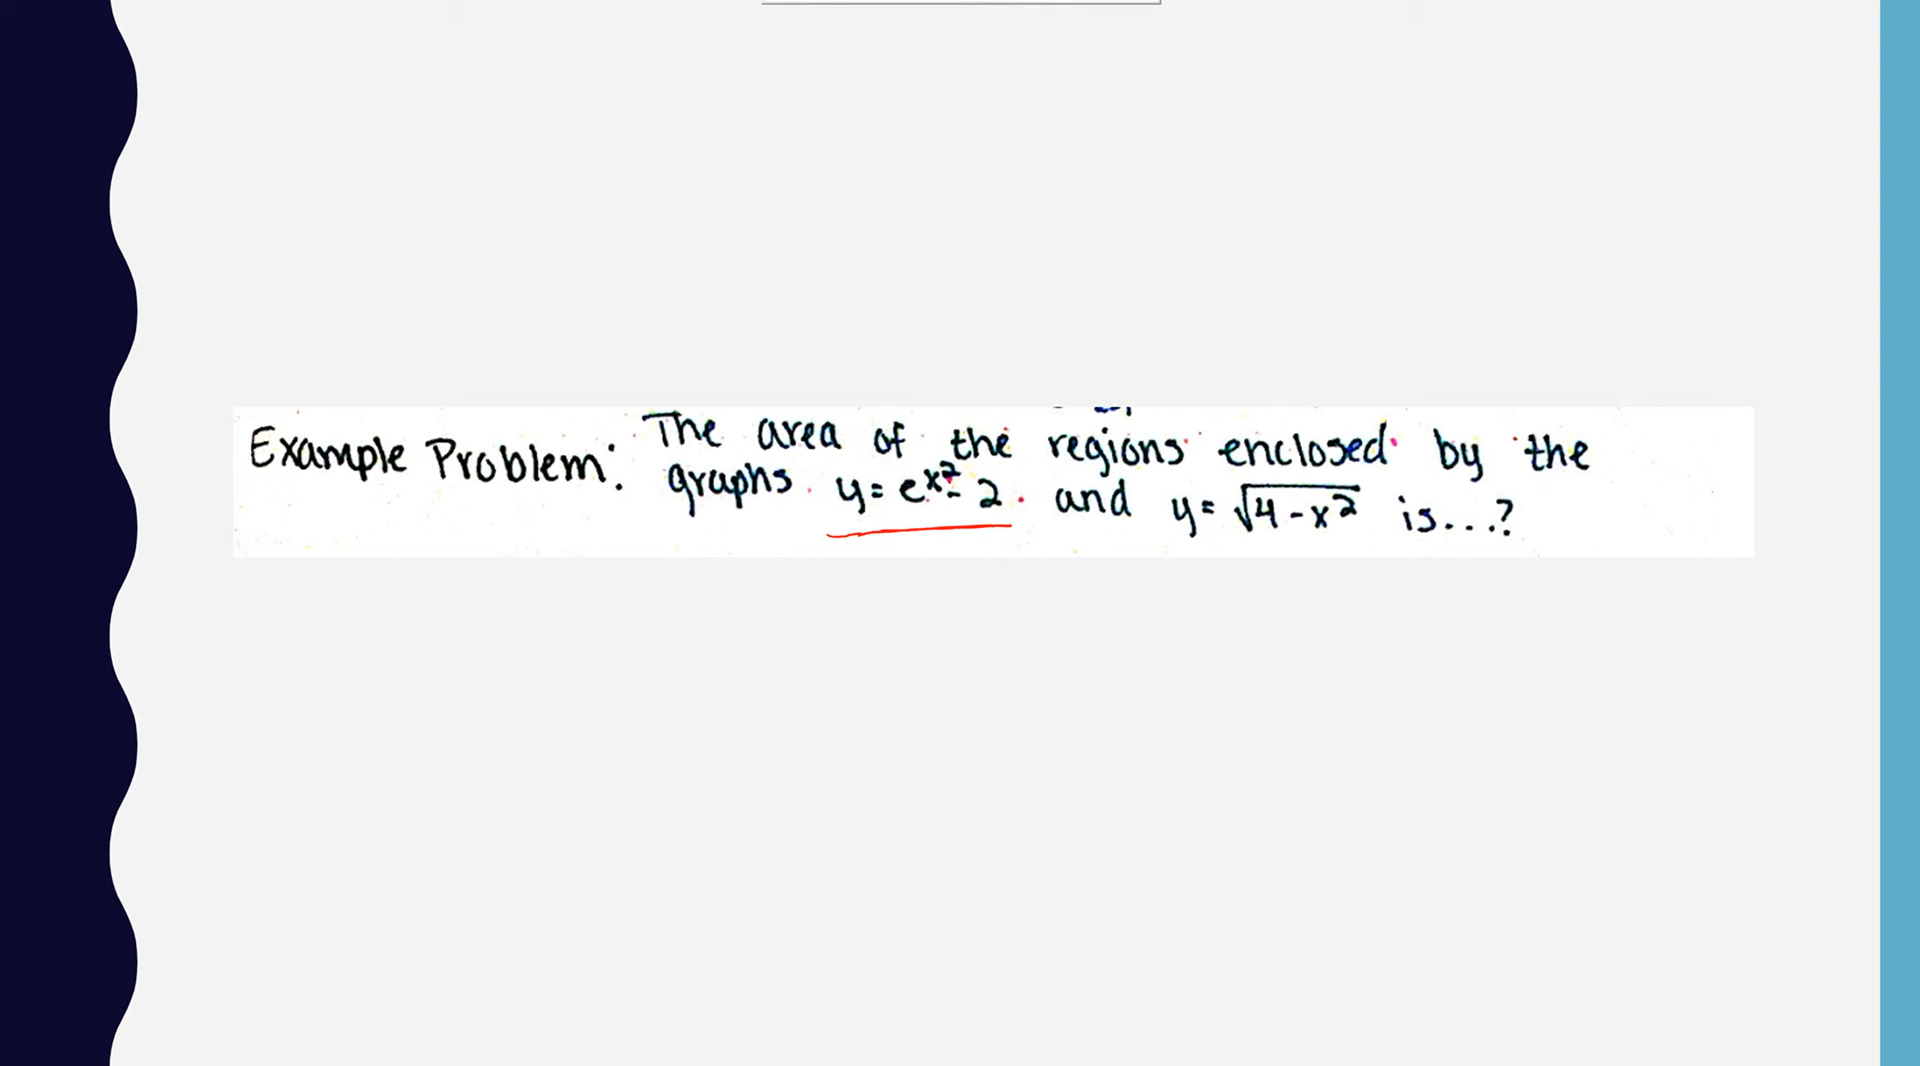 Example Problem: The area of the regions enclosed by the
graphs y = e^x² - 2 and y = √4-x² is...?